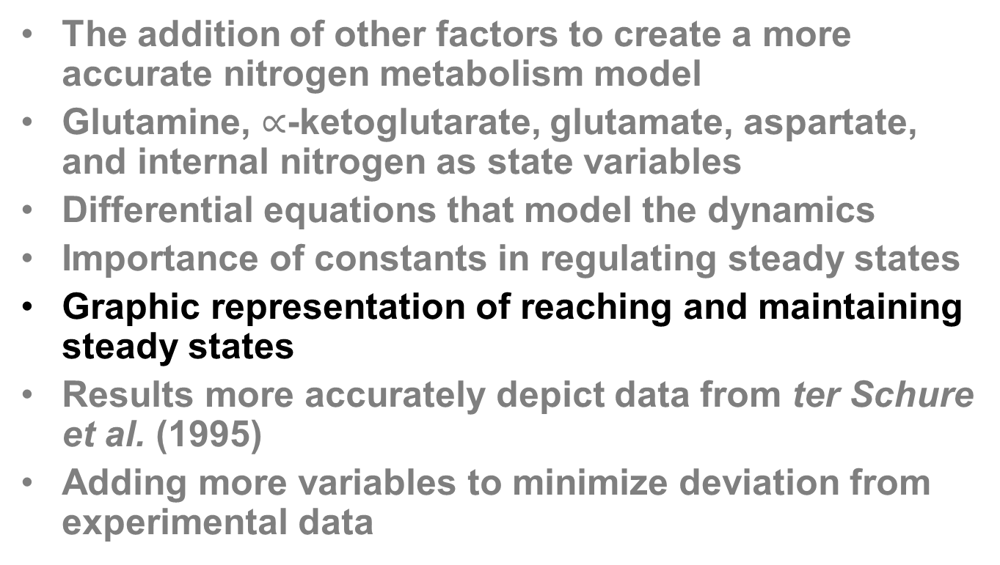 • The addition of other factors to create a more
accurate nitrogen metabolism model
• Glutamine, ∝-ketoglutarate, glutamate, aspartate,
and internal nitrogen as state variables
• Differential equations that model the dynamics
• Importance of constants in regulating steady states
• Graphic representation of reaching and maintaining
steady states
• Results more accurately depict data from ter Schure
et al. (1995)
• Adding more variables to minimize deviation from
experimental data